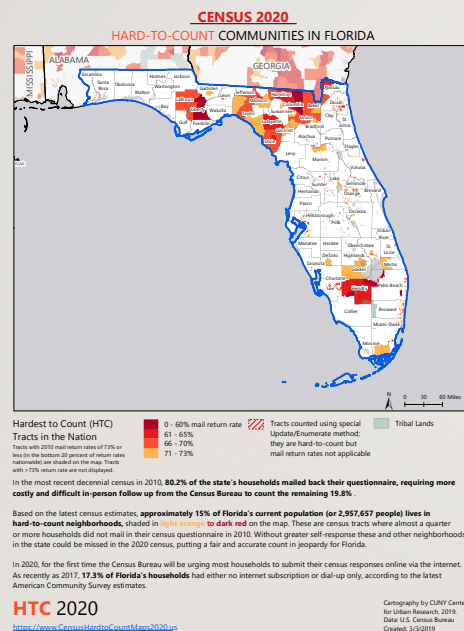 CENSUS 2020
HARD-TO-COUNT COMMUNITIES IN FLORIDA
MISSISSIPPI
ALABAMA
GEORGIA
Escambia
Santa
Rosa
Okaloosa
Walton
Holmes
Jackson
Washington
Bay
Calhoun
Gulf
Liberty
Franklin
Gadsden
Leon
Wakulla
Jefferson
Madison
Taylor
Hamilton
Suwannee
Lafayette
Dixie
Columbia
Gilchrist
Baker
Union
Bradford
Alachua
Nassau
Duval
Clay
St.
Johns
Putnam
Flagler
Levy
Marion
Volusia
Citrus
Sumter
Lake
Seminole
Orange
Hernando
Brevard
Pasco
Hillsborough
Polk
Osceola
Indian
River
Manatee
Hardee
Okeechobee
St.
Lucie
DeSoto
Highlands
Sarasota
Martin
Charlotte
Glades
Lee
Hendry
Palm Beach
Collier
Broward
Miami-Dade
Monroe
N
0 30 60 Miles
Hardest to Count (HTC)
Tracts in the Nation
Tracts with 2010 mail return rates of 73% or
less (in the bottom 20 percent of return rates
nationwide) are shaded on the map. Tracts
with >73% return rate not displayed.
0 - 60% mail return rate
61 - 65%
66 - 70%
71 - 73%
Tracts counted using special
Update/Enumerate method;
they are hard-to-count but
mail return rates not applicable
Tribal Lands
In the most recent decennial census in 2010, 80.2% of the state's households mailed back their questionnaire, requiring more
costly and difficult in-person follow up from the Census Bureau to count the remaining 19.8% .
Based on the latest census estimates, approximately 15% of Florida's current population (or 2,957,657 people) lives in
hard-to-count neighborhoods, shaded in light orange to dark red on the map. These are census tracts where almost a quarter
or more households did not mail in their census questionnaire in 2010. Without greater self-response these and other neighborhoods
in the state could be missed in the 2020 census, putting a fair and accurate count in jeopardy for Florida.
In 2020, for the first time the Census Bureau will be urging most households to submit their census responses online via the internet.
As recently as 2017, 17.3% of Florida's households had either no internet subscription or dial-up only, according to the latest
American Community Survey estimates.
HTC 2020
https://www.CensusHardtoCountMaps2020.us
Cartography by CUNY Cente
for Urban Research, 2019.
Data: U.S. Census Bureau
Created: 3/3/2019